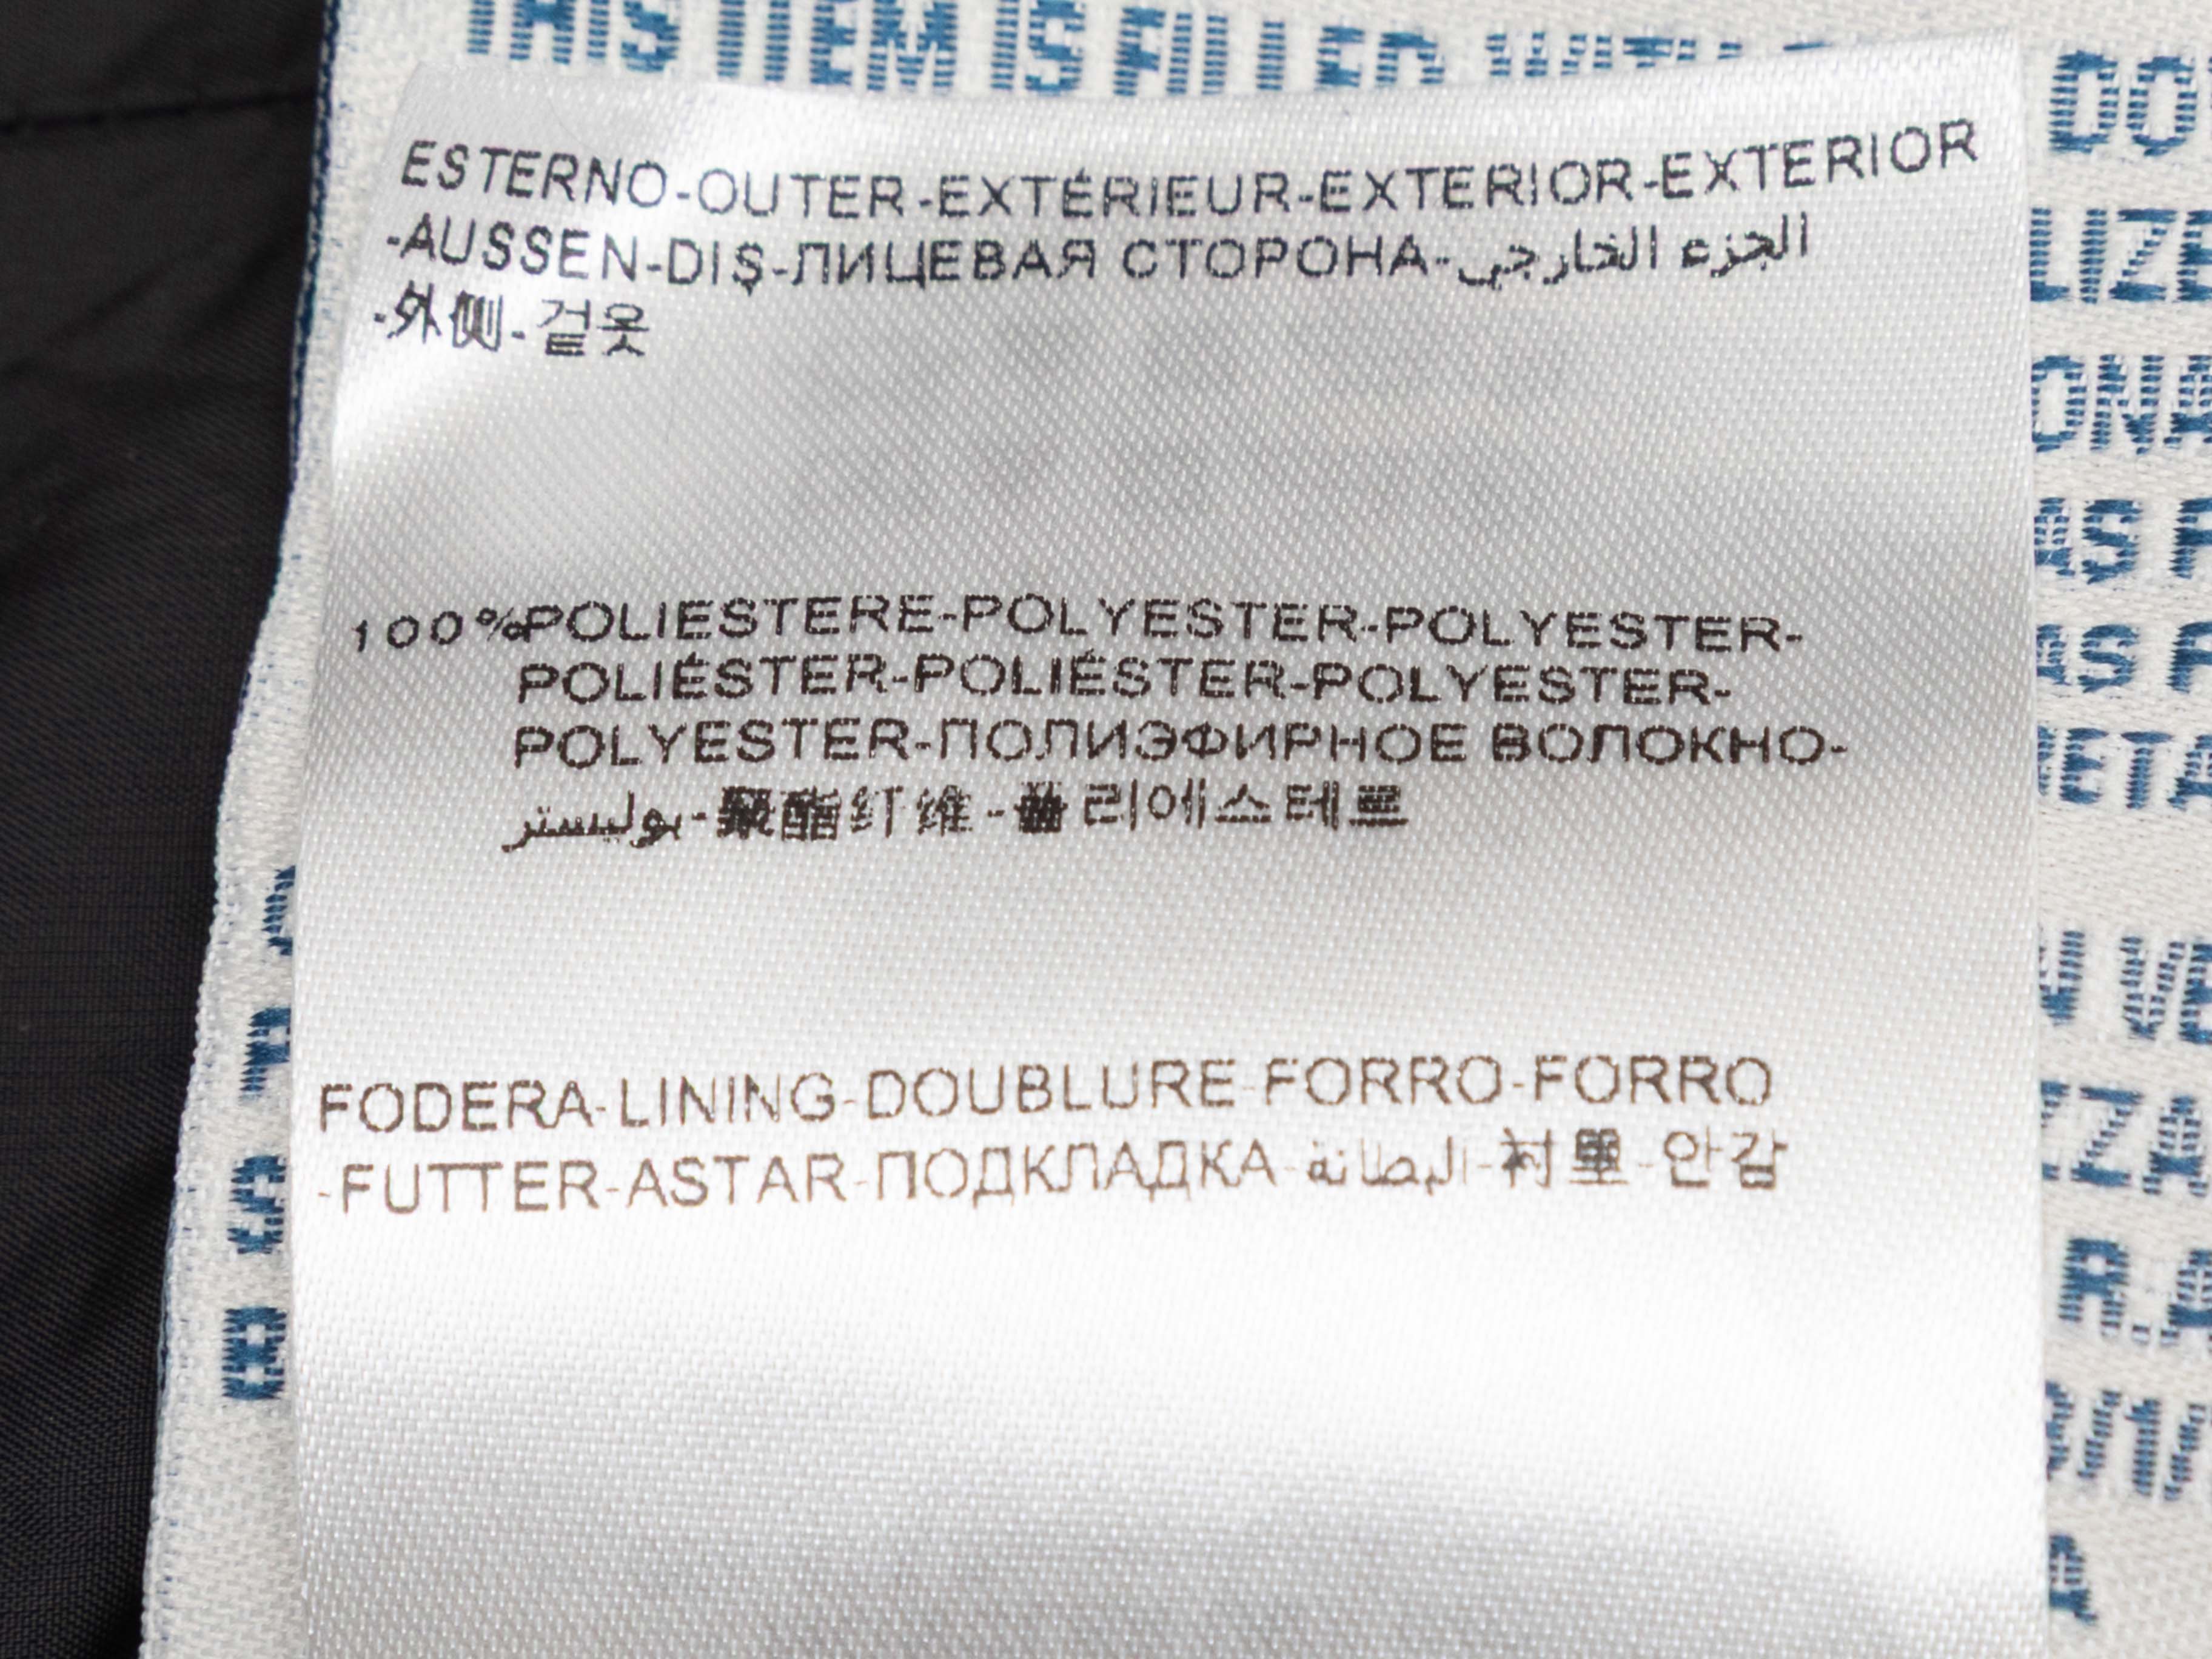 THIS ITEM IS FILLED WITH
ESTERNO-OUTER-EXTÉRIEUR-EXTERIOR-EXTERIOR
-AUSSEN-DIŞ-ЛИЦЕВАЯ СТОРОНА-الجزء الخارجي
-外侧-겉옷
100%POLIESTERE-POLYESTER-POLYESTER-
POLIÉSTER-POLIÉSTER-POLYESTER-
POLYESTER-ПОЛИЭФИРНОЕ ВОЛОКНО-
بوليستر-聚酯纤维-폴리에스테르
FODERA-LINING-DOUBLURE-FORRO-FORRO
-FUTTER-ASTAR-ПОДКЛАДКА-البطانة-衬里-안감